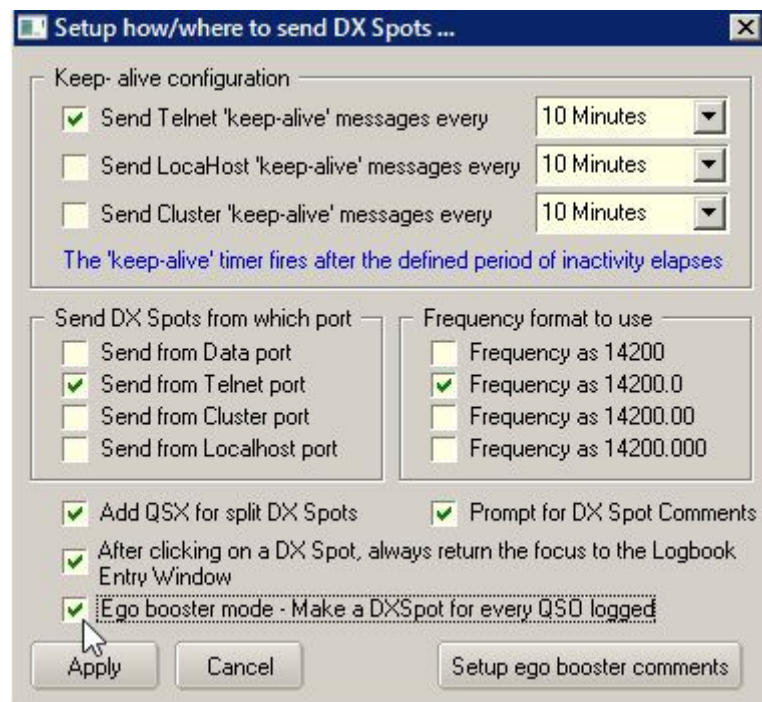 Setup how/where to send DX Spots ...
Keep- alive configuration
Send Telnet 'keep-alive' messages every 10 Minutes
Send LocaHost 'keep-alive' messages every 10 Minutes
Send Cluster 'keep-alive' messages every 10 Minutes
The 'keep-alive' timer fires after the defined period of inactivity elapses
Send DX Spots from which port
Send from Data port
Send from Telnet port
Send from Cluster port
Send from Localhost port
Frequency format to use
Frequency as 14200
Frequency as 14200.0
Frequency as 14200.00
Frequency as 14200.000
Add QSX for split DX Spots
Prompt for DX Spot Comments
After clicking on a DX Spot, always return the focus to the Logbook
Entry Window
Ego booster mode - Make a DXSpot for every QSO logged
Apply
Cancel
Setup ego booster comments